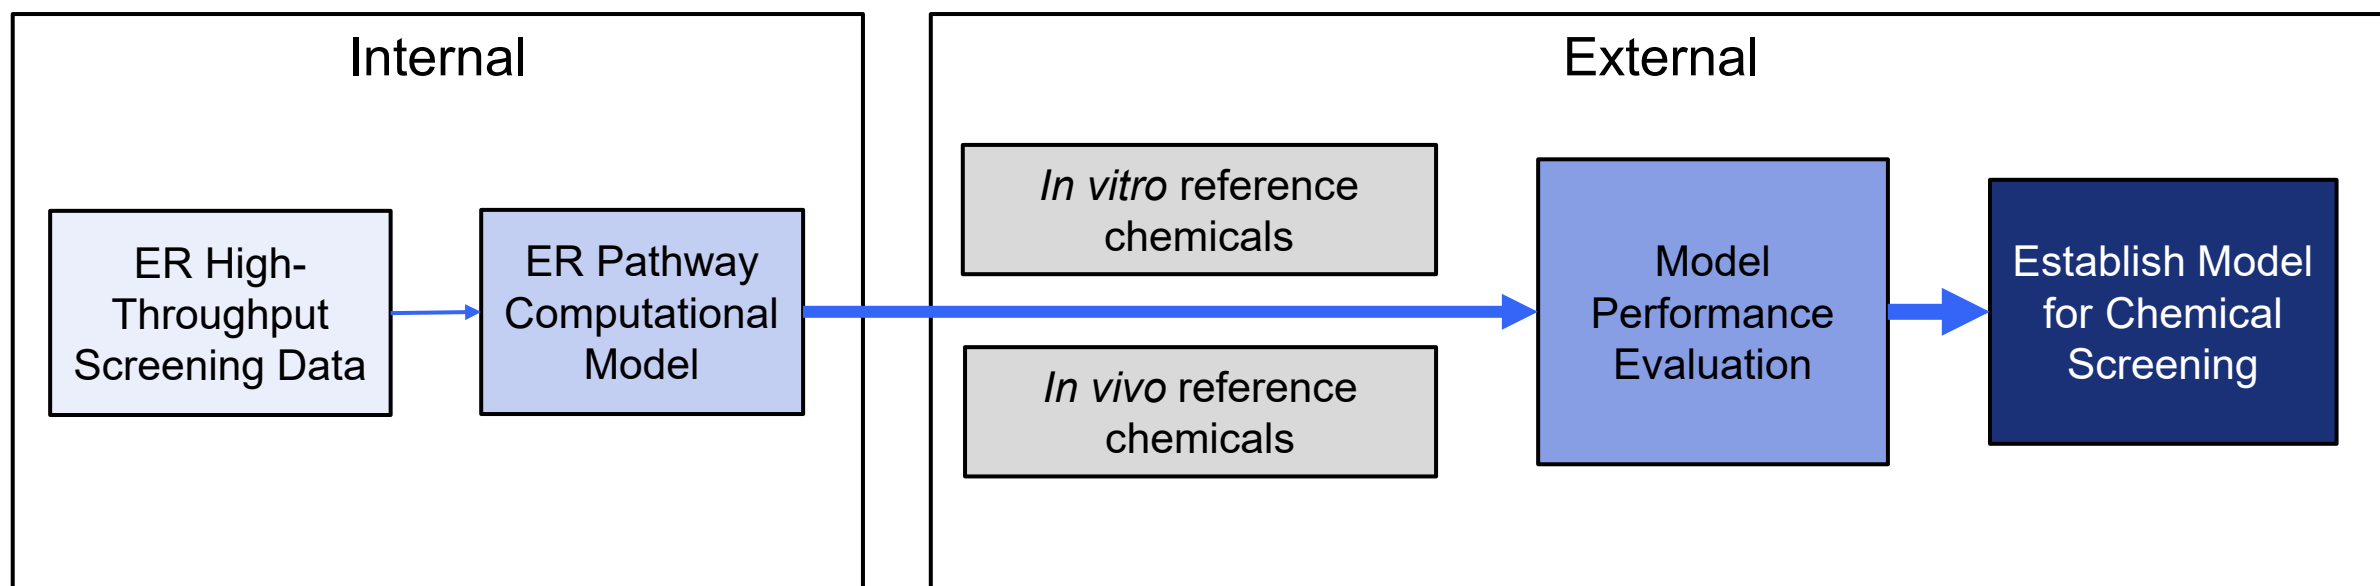 Internal
ER High-
Throughput
Screening Data
ER Pathway
Computational
Model
External
In vitro reference
chemicals
In vivo reference
chemicals
Model
Performance
Evaluation
Establish Model
for Chemical
Screening